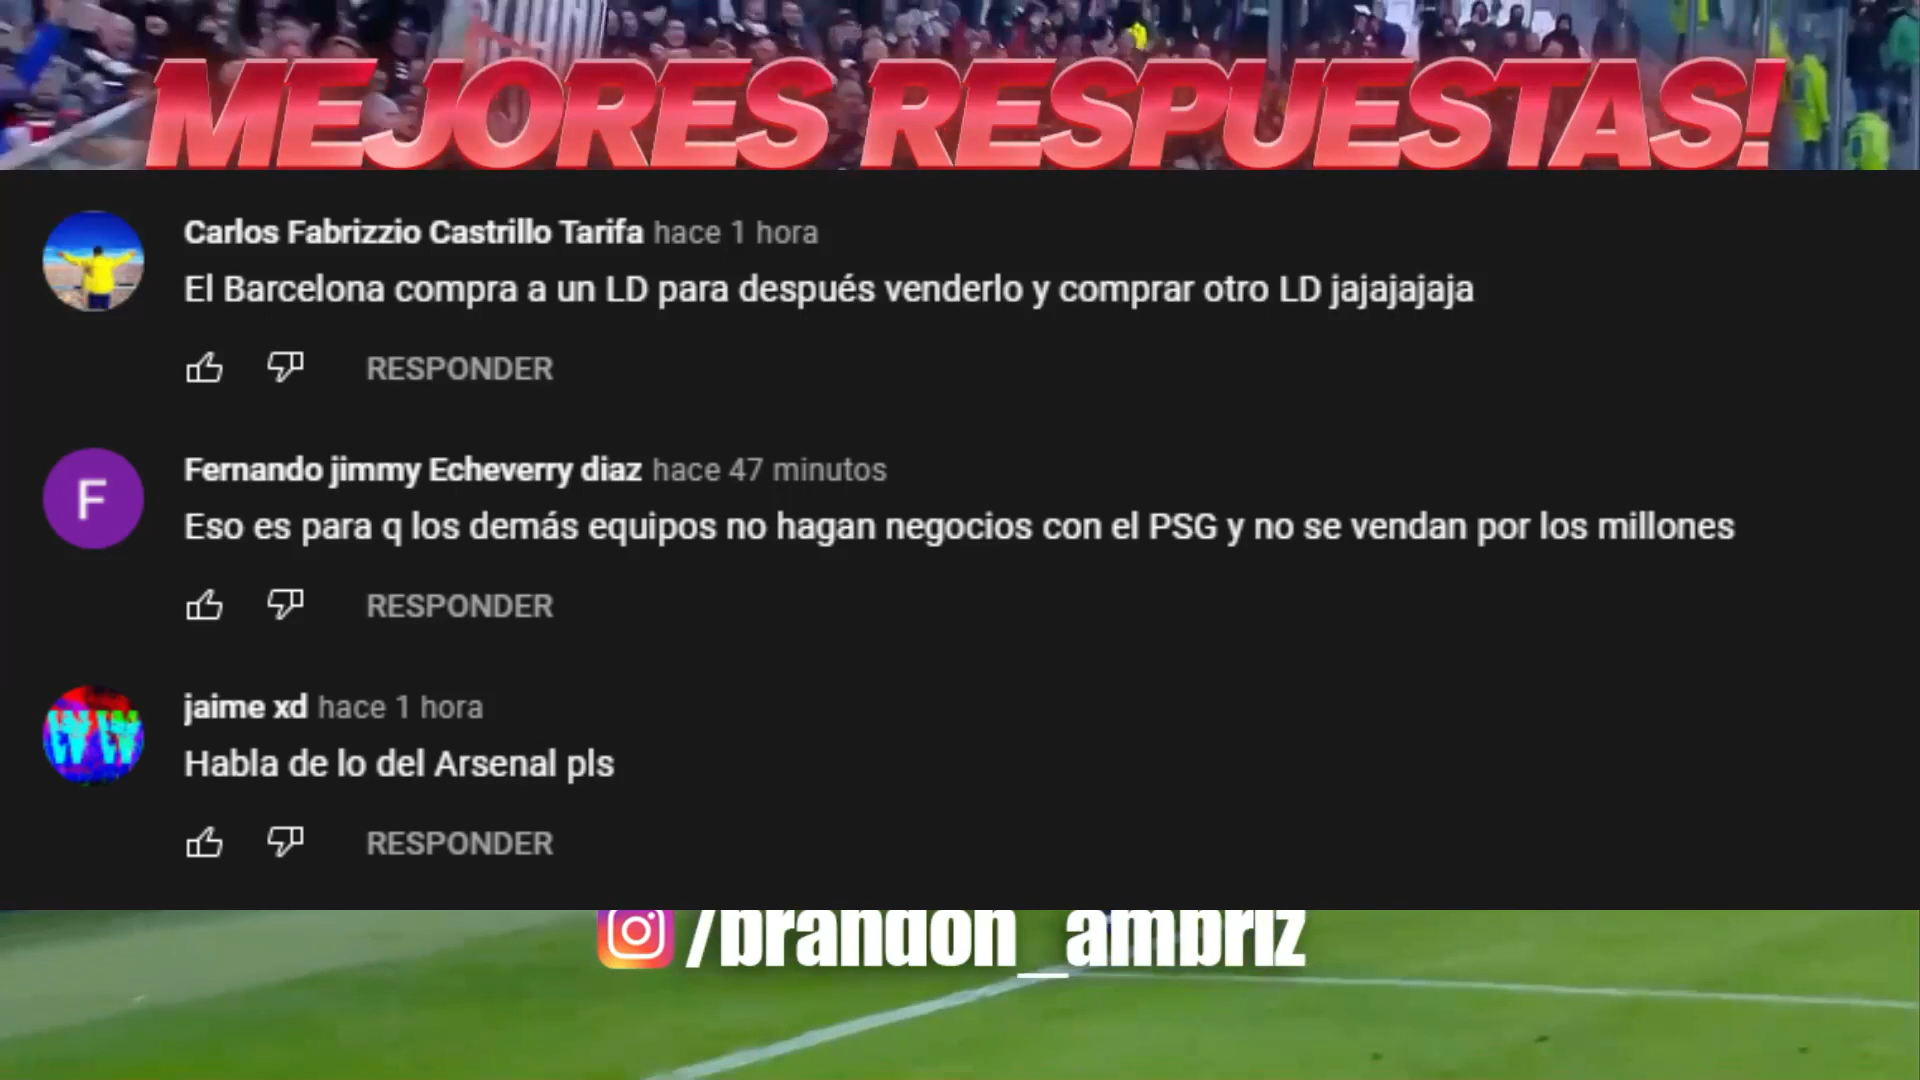 MEJORES RESPUESTAS!
Carlos Fabrizzio Castrillo Tarifa hace 1 hora
El Barcelona compra a un LD para después venderlo y comprar otro LD jajajajaja
RESPONDER
F
Fernando jimmy Echeverry diaz hace 47 minutos
Eso es para q los demás equipos no hagan negocios con el PSG y no se vendan por los millones
RESPONDER
WW
jaime xd hace 1 hora
Habla de lo del Arsenal pls
RESPONDER
/brandon_ambriz